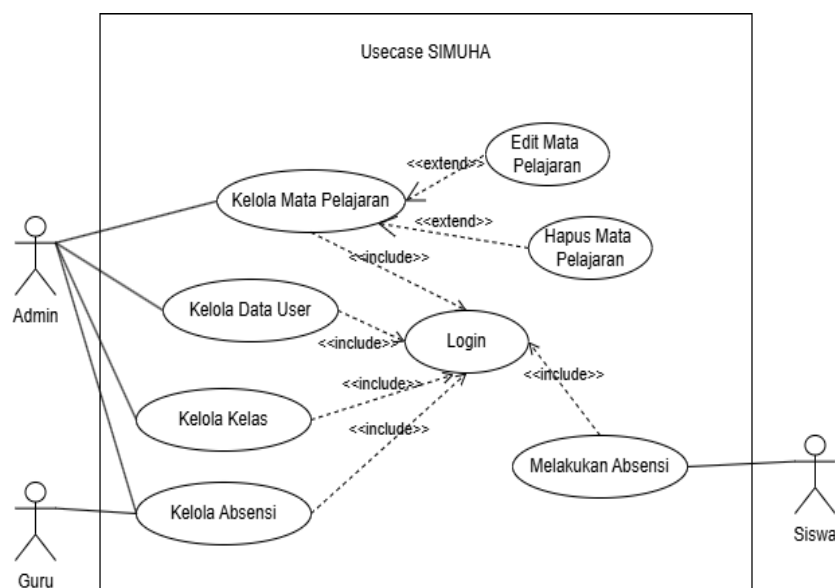 Usecase SIMUHA
Edit Mata
Pelajaran
<<extend>>
Kelola Mata Pelajaran
<<extend>>
Hapus Mata
Pelajaran
<<include>>
Admin
Kelola Data User
<<include>>
Login
<<include>>
<<include>>
Kelola Kelas
<<include>>
Melakukan Absensi
Kelola Absensi
Siswa
Guru